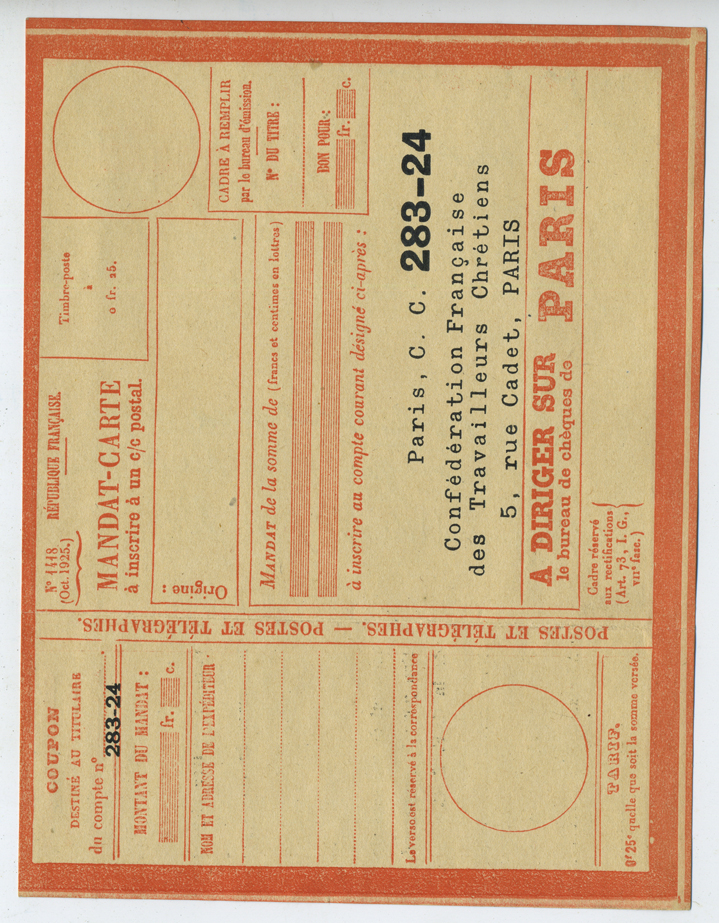 COUPON
DESTINÉ AU TITULAIRE
du compte n°
283-24
MONTANT DU MANDAT :
fr. c.
NOM ET ADRESSE DE L'EXPÉDITEUR.
Le verso est réservé à la correspondance
TARIF.
0f 25c quelle que soit la somme versée.
POSTES ET TÉLÉGRAPHES. — POSTES ET TÉLÉGRAPHES.
N° 1418
(Oct. 1925.)
RÉPUBLIQUE FRANÇAISE.
MANDAT-CARTE
à inscrire à un c/c postal.
Timbre-poste
à
0 fr. 25.
Origine :
CADRE À REMPLIR
par le bureau d'émission.
N° DU TITRE :
BON POUR :
fr. c.
MANDAT de la somme de (francs et centimes en lettres)
à inscrire au compte courant désigné ci-après :
Paris, C. C. 283-24
Confédération Française
des Travailleurs Chrétiens
5, rue Cadet, PARIS
A DIRIGER SUR
le bureau de chèques de
PARIS
Cadre réservé
aux rectifications
(Art. 73, I. G.,
VIIe fasc.)